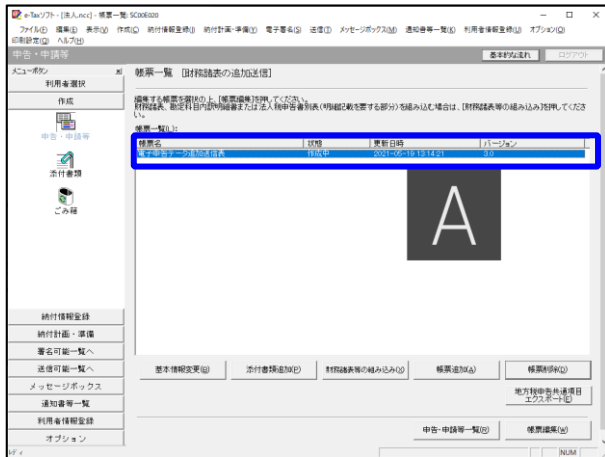 e-Taxソフト - [法人.ncc] - 帳票一覧: SC00E020
ファイル(F) 編集(E) 表示(V) 作成(C) 納付情報登録(I) 納付計画・準備(Y) 電子署名(S) 送信(T) メッセージボックス(M) 通知書等一覧(K) 利用者情報登録(U) オプション(O)
印刷設定(Q) ヘルプ(H)
申告・申請等
基本的な流れ ログアウト
メニューボタン
帳票一覧 [財務諸表の追加送信]
利用者選択
作成
申告・申請等
添付書類
ごみ箱
編集する帳票を選択の上、[帳票編集]を押してください。
財務諸表、勘定科目内訳明細書または法人税申告書別表(明細記載を要する部分)を組み込む場合は、[財務諸表等の組み込み]を押してください。
帳票一覧(L):
帳票名 状態 更新日時 バージョン
電子申告データ追加送信表 作成中 2021-05-19 13:14:21 3.0
A
納付情報登録
納付計画・準備
署名可能一覧へ
送信可能一覧へ
メッセージボックス
通知書等一覧
利用者情報登録
オプション
基本情報変更(B) 添付書類追加(P) 財務諸表等の組み込み(X) 帳票追加(A) 帳票削除(D)
地方税申告共通項目
エクスポート(E)
申告・申請等一覧(R) 帳票編集(W)
NUM